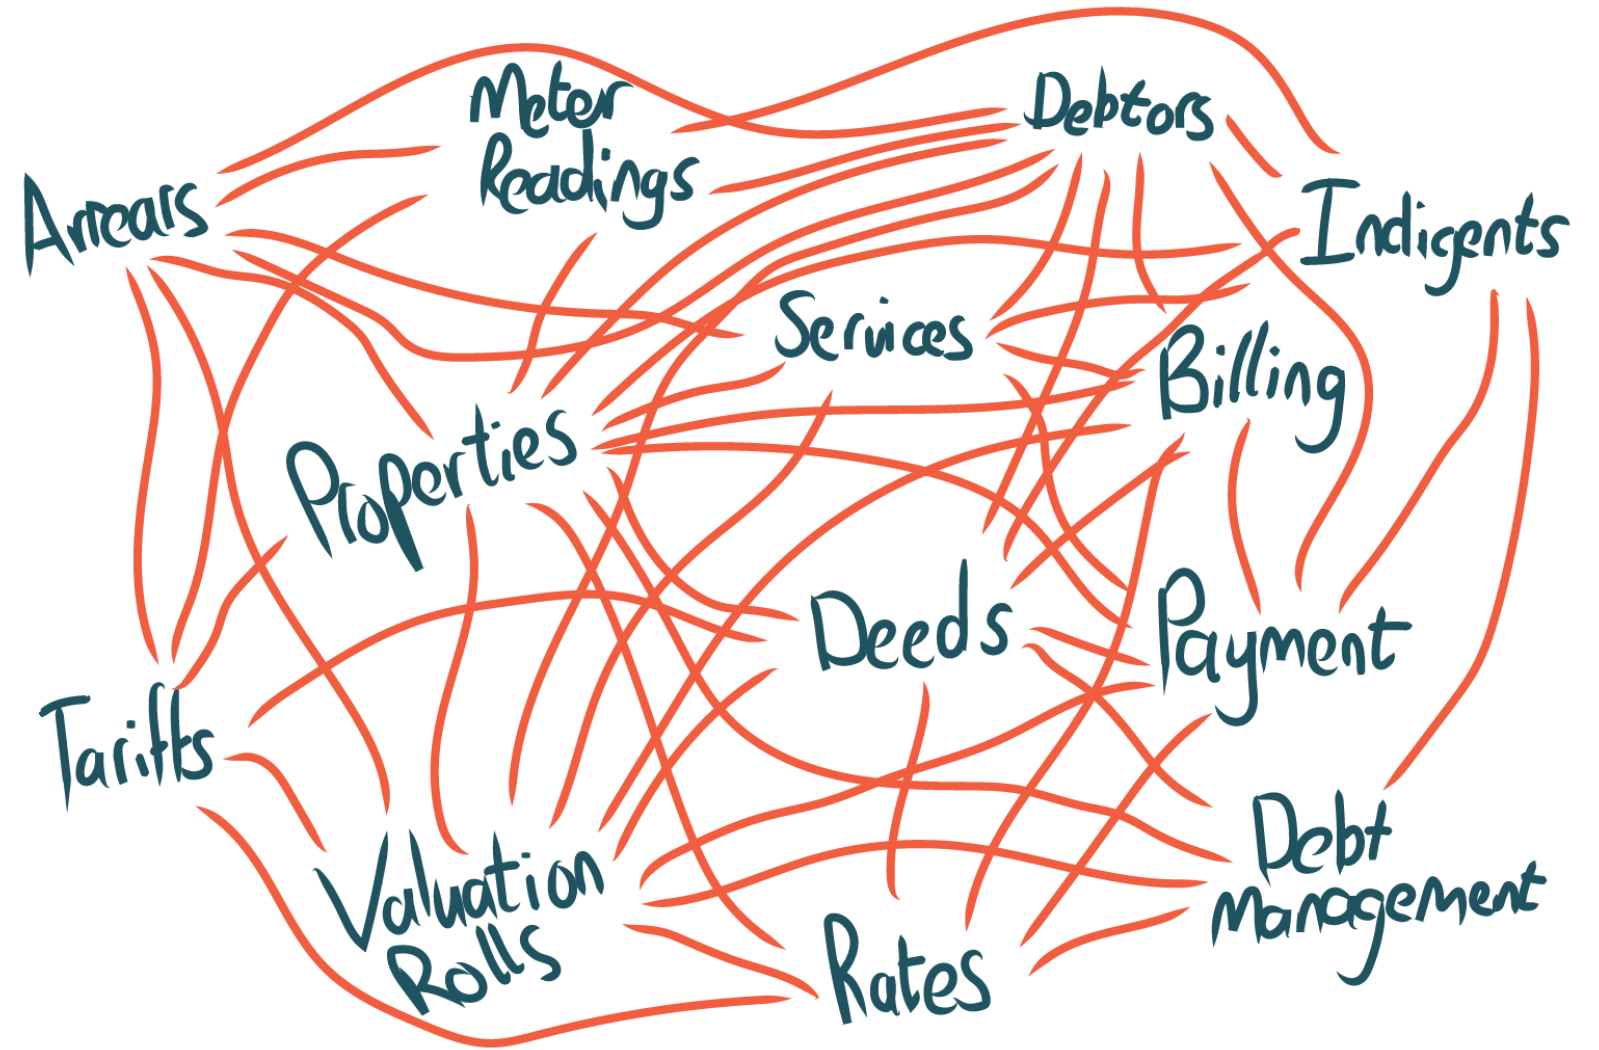 Meter
Readings
Debtors
Arrears
Indigents
Services
Billing
Properties
Deeds
Payment
Tariffs
Valuation
Rolls
Debt
Management
Rates